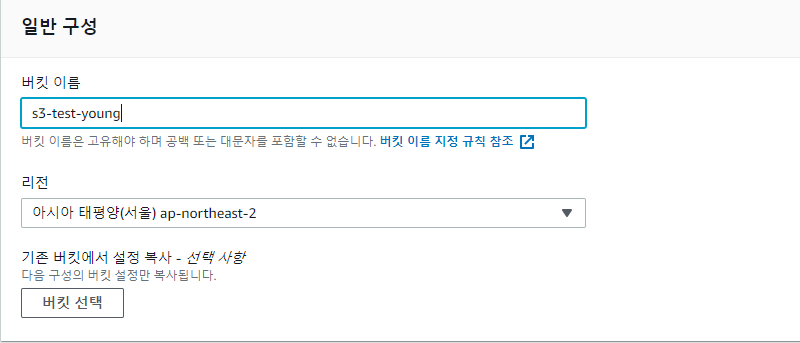 일반 구성
버킷 이름
s3-test-young
버킷 이름은 고유해야 하며 공백 또는 대문자를 포함할 수 없습니다. 버킷 이름 지정 규칙 참조
리전
아시아 태평양(서울) ap-northeast-2
기존 버킷에서 설정 복사 - 선택 사항
다음 구성의 버킷 설정만 복사됩니다.
버킷 선택